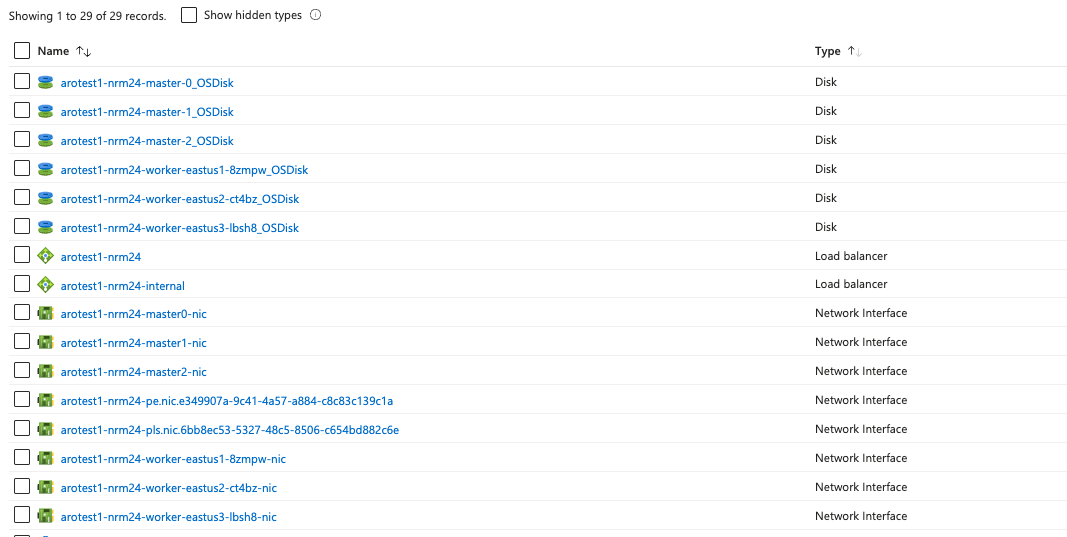 Showing 1 to 29 of 29 records. Show hidden types
Name Type
arotest1-nrm24-master-0_OSDisk Disk
arotest1-nrm24-master-1_OSDisk Disk
arotest1-nrm24-master-2_OSDisk Disk
arotest1-nrm24-worker-eastus1-8zmpw_OSDisk Disk
arotest1-nrm24-worker-eastus2-ct4bz_OSDisk Disk
arotest1-nrm24-worker-eastus3-lbsh8_OSDisk Disk
arotest1-nrm24 Load balancer
arotest1-nrm24-internal Load balancer
arotest1-nrm24-master0-nic Network Interface
arotest1-nrm24-master1-nic Network Interface
arotest1-nrm24-master2-nic Network Interface
arotest1-nrm24-pe.nic.e349907a-9c41-4a57-a884-c8c83c139c1a Network Interface
arotest1-nrm24-pls.nic.6bb8ec53-5327-48c5-8506-c654bd882c6e Network Interface
arotest1-nrm24-worker-eastus1-8zmpw-nic Network Interface
arotest1-nrm24-worker-eastus2-ct4bz-nic Network Interface
arotest1-nrm24-worker-eastus3-lbsh8-nic Network Interface